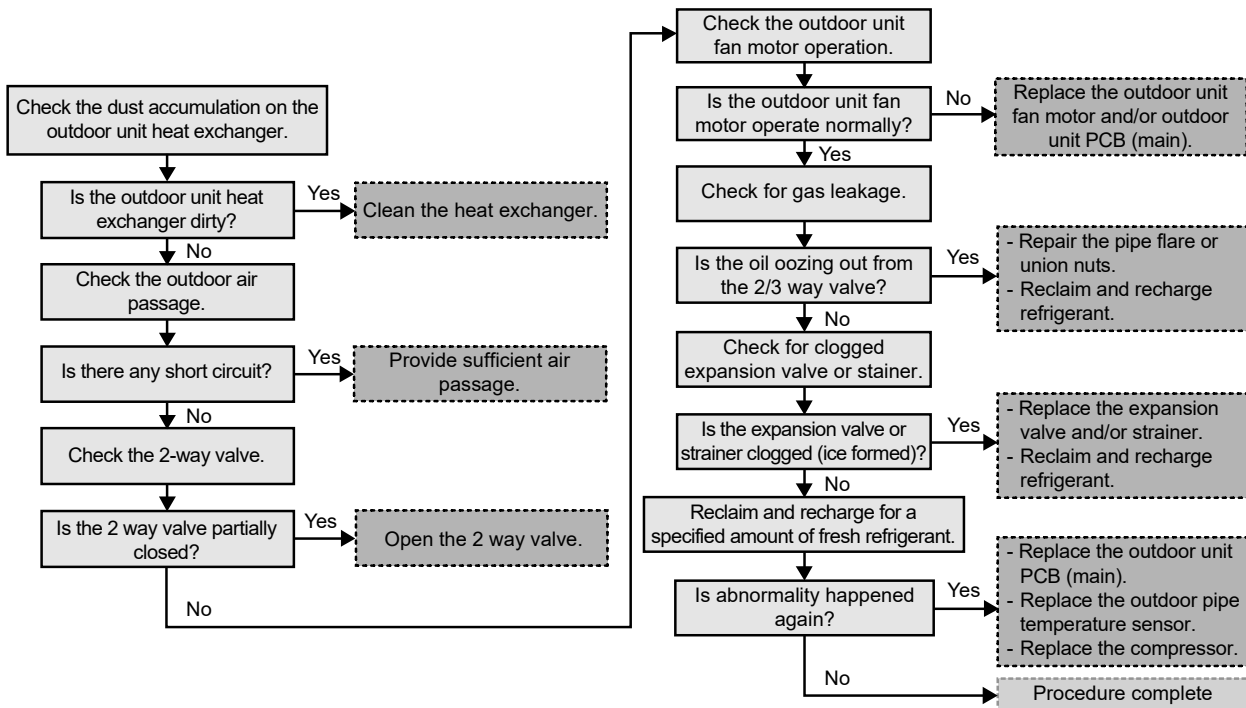 Check the dust accumulation on the
outdoor unit heat exchanger.
Is the outdoor unit heat
exchanger dirty?
Yes
Clean the heat exchanger.
No
Check the outdoor air
passage.
Is there any short circuit?
Yes
Provide sufficient air
passage.
No
Check the 2-way valve.
Is the 2 way valve partially
closed?
Yes
Open the 2 way valve.
No
Check the outdoor unit
fan motor operation.
Is the outdoor unit fan
motor operate normally?
No
Replace the outdoor unit
fan motor and/or outdoor
unit PCB (main).
Yes
Check for gas leakage.
Is the oil oozing out from
the 2/3 way valve?
Yes
- Repair the pipe flare or
union nuts.
- Reclaim and recharge
refrigerant.
No
Check for clogged
expansion valve or stainer.
Is the expansion valve or
strainer clogged (ice formed)?
Yes
- Replace the expansion
valve and/or strainer.
- Reclaim and recharge
refrigerant.
No
Reclaim and recharge for a
specified amount of fresh refrigerant.
Is abnormality happened
again?
Yes
- Replace the outdoor unit
PCB (main).
- Replace the outdoor pipe
temperature sensor.
- Replace the compressor.
No
Procedure complete